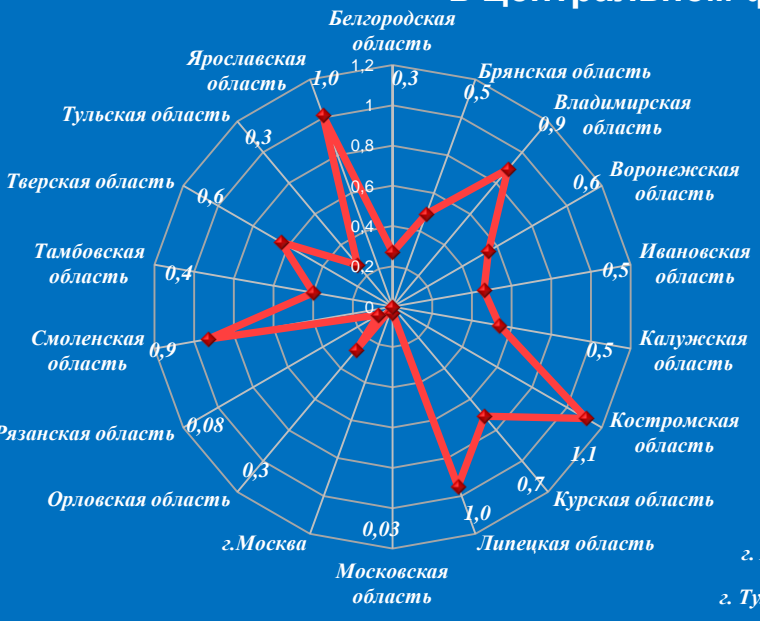 Белгородская
область
0,3
Брянская область
0,5
Владимирская
область
0,9
Воронежская
область
0,6
Ивановская
область
0,5
Калужская
область
0,5
Костромская
область
1,1
Курская область
0,7
Липецкая область
1,0
Московская
область
0,03
г.Москва
Орловская область
0,3
Рязанская область
0,08
Смоленская
область
0,9
Тамбовская
область
0,4
Тверская область
0,6
Тульская область
0,3
Ярославская
область
1,0
1,2
1
0,8
0,6
0,4
0,2
0
г.
г. Ту